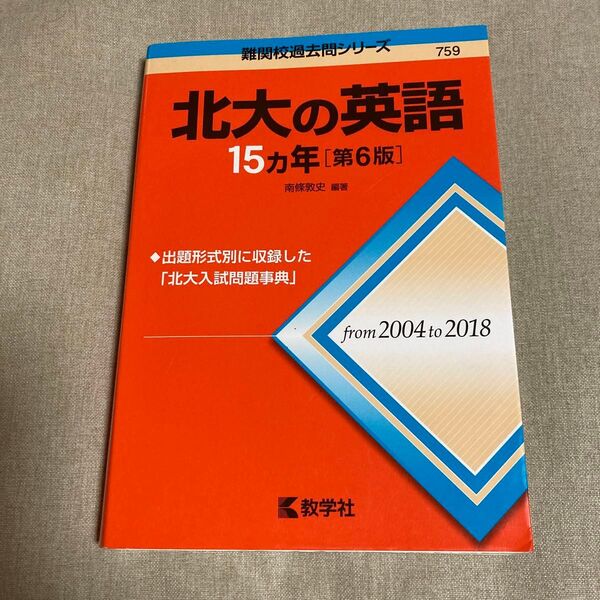 難関校過去問シリーズ
759
北大の英語
15ヵ年[第6版]
南條敦史 編著
◆出題形式別に収録した
「北大入試問題事典」
from 2004 to 2018
教学社